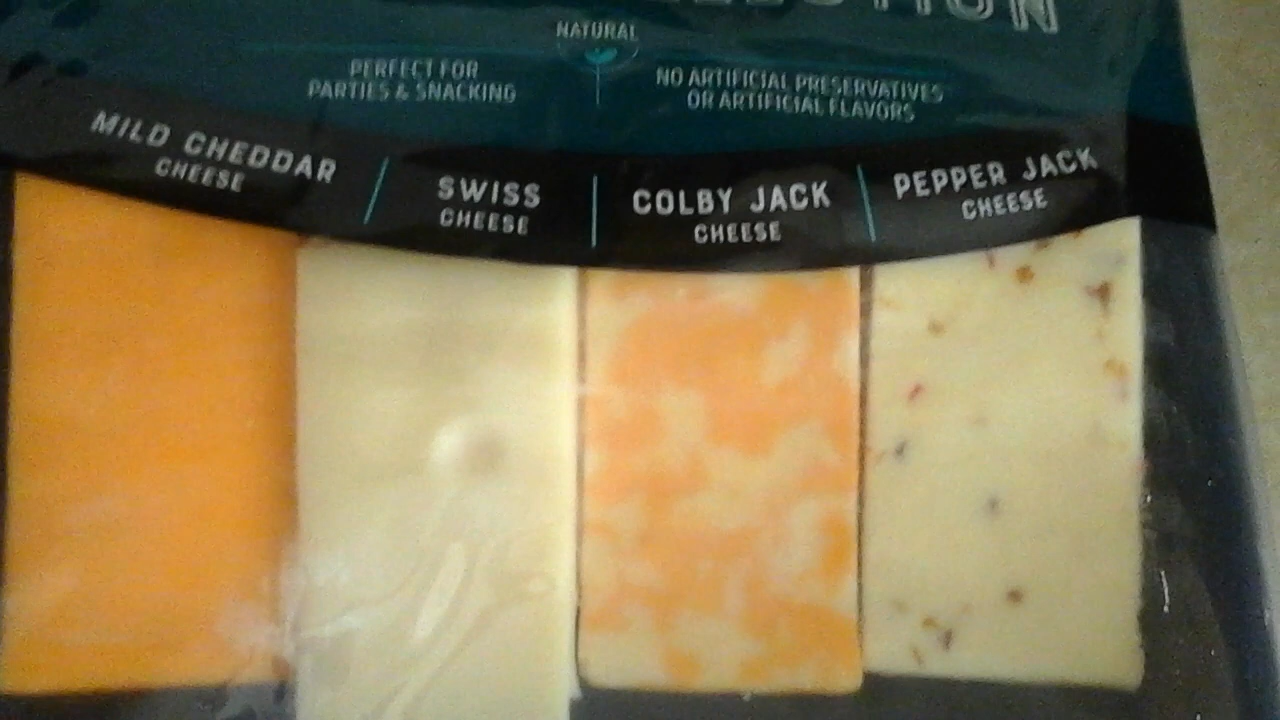 NATURAL
PERFECT FOR
PARTIES & SNACKING
NO ARTIFICIAL PRESERVATIVES
OR ARTIFICIAL FLAVORS
MILD CHEDDAR
CHEESE
SWISS
CHEESE
COLBY JACK
CHEESE
PEPPER JACK
CHEESE